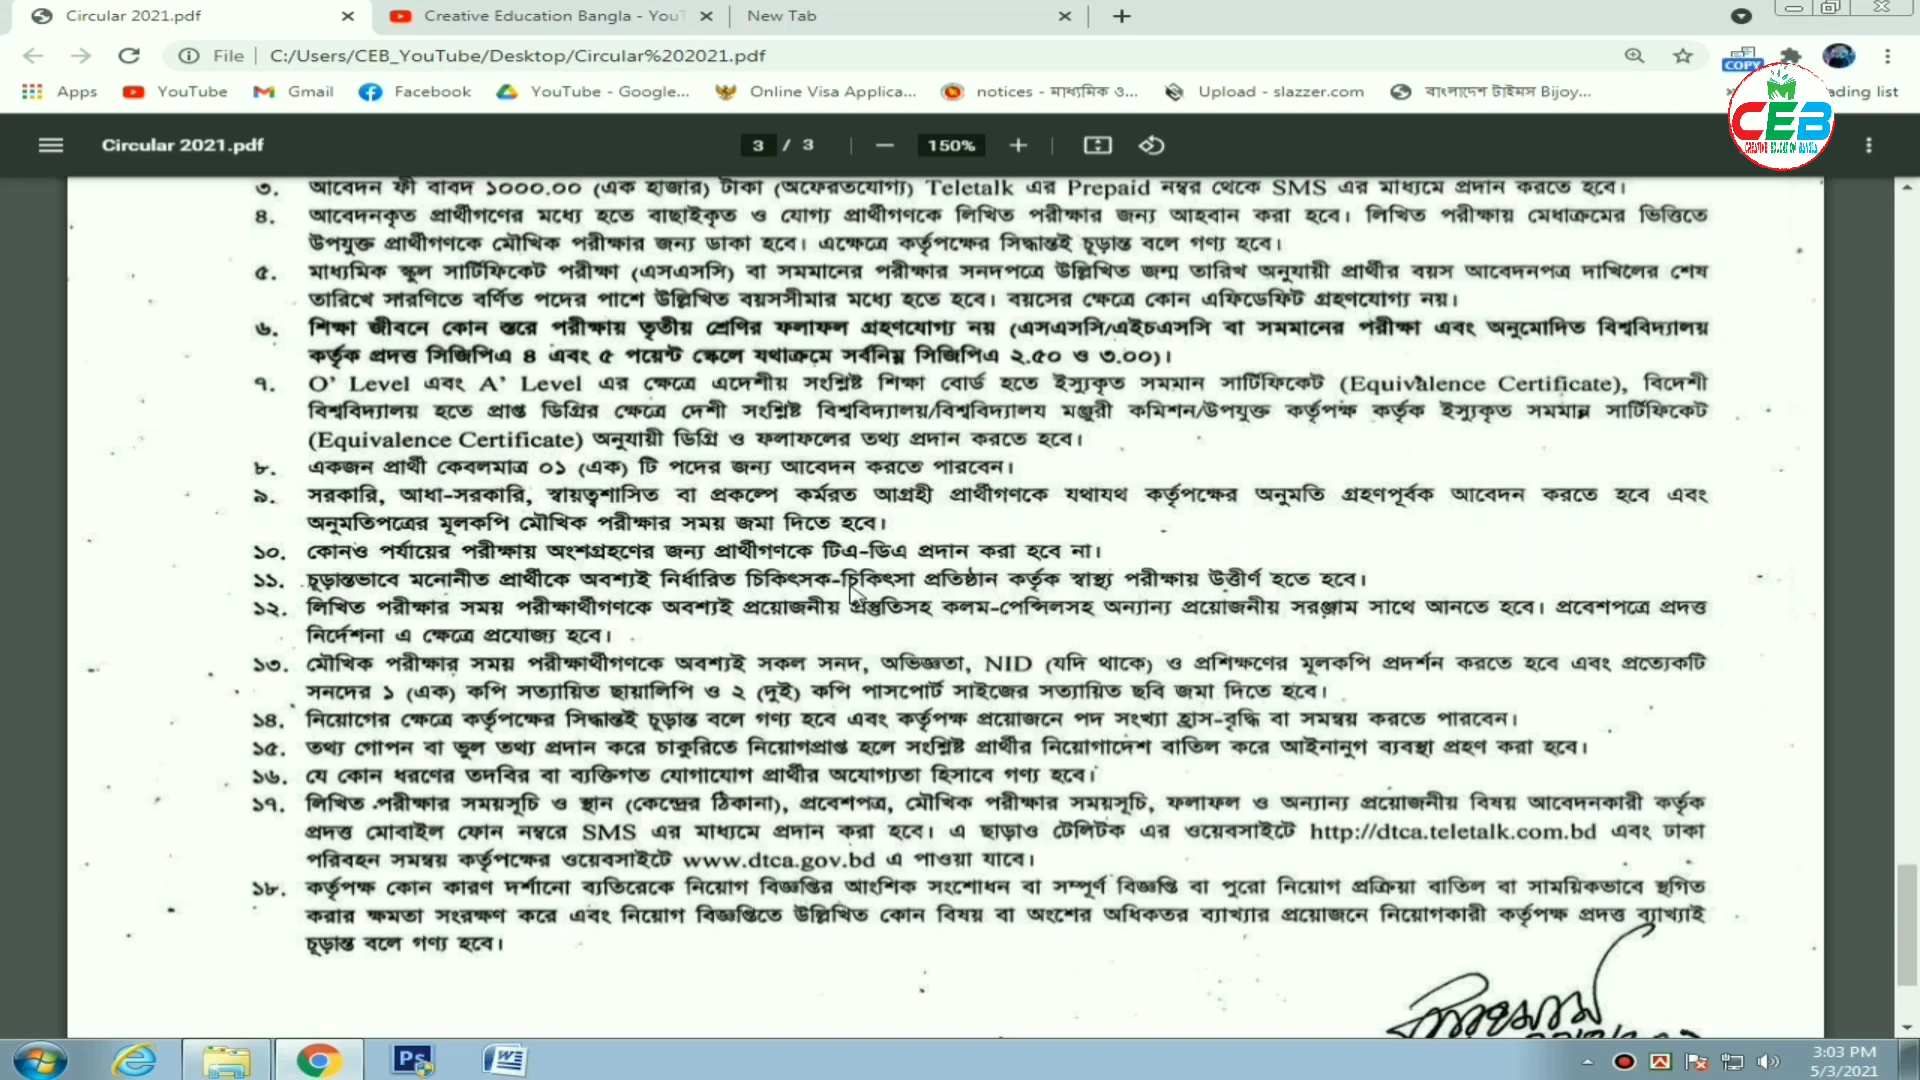 Circular 2021.pdf
Creative Education Bangla - YouT
New Tab
File
C:/Users/CEB_YouTube/Desktop/Circular%202021.pdf
COPY
Apps
YouTube
Gmail
Facebook
YouTube - Google...
Online Visa Applica...
notices - মাধ্যমিক ও...
Upload - slazzer.com
বাংলাদেশ টাইমস Bijoy...
ading list
M
CEB
CREATIVE EDUCATION BANGLA
Circular 2021.pdf
3 / 3
150%
৩. আবেদন ফী বাবদ ১০০০.০০ (এক হাজার) টাকা (অফেরতযোগ্য) Teletalk এর Prepaid নম্বর থেকে SMS এর মাধ্যমে প্রদান করতে হবে।
৪. আবেদনকৃত প্রার্থীগণের মধ্যে হতে বাছাইকৃত ও যোগ্য প্রার্থীগণকে লিখিত পরীক্ষার জন্য আহবান করা হবে। লিখিত পরীক্ষায় মেধাক্রমের ভিত্তিতে
উপযুক্ত প্রার্থীগণকে মৌখিক পরীক্ষার জন্য ডাকা হবে। এক্ষেত্রে কর্তৃপক্ষের সিদ্ধান্তই চূড়ান্ত বলে গণ্য হবে।
৫. মাধ্যমিক স্কুল সার্টিফিকেট পরীক্ষা (এসএসসি) বা সমমানের পরীক্ষার সনদপত্রে উল্লিখিত জন্ম তারিখ অনুযায়ী প্রার্থীর বয়স আবেদনপত্র দাখিলের শেষ
তারিখে সারণিতে বর্ণিত পদের পাশে উল্লিখিত বয়সসীমার মধ্যে হতে হবে। বয়সের ক্ষেত্রে কোন এফিডেফিট গ্রহণযোগ্য নয়।
৬. শিক্ষা জীবনে কোন স্তরে পরীক্ষায় তৃতীয় শ্রেণির ফলাফল গ্রহণযোগ্য নয় (এসএসসি/এইচএসসি বা সমমানের পরীক্ষা এবং অনুমোদিত বিশ্ববিদ্যালয়
কর্তৃক প্রদত্ত সিজিপিএ ৪ এবং ৫ পয়েন্ট স্কেলে যথাক্রমে সর্বনিম্ন সিজিপিএ ২.৫০ ও ৩.০০)।
৭. O' Level এবং A' Level এর ক্ষেত্রে এদেশীয় সংশ্লিষ্ট শিক্ষা বোর্ড হতে ইস্যুকৃত সমমান সার্টিফিকেট (Equivalence Certificate), বিদেশী
বিশ্ববিদ্যালয় হতে প্রাপ্ত ডিগ্রির ক্ষেত্রে দেশী সংশ্লিষ্ট বিশ্ববিদ্যালয়/বিশ্ববিদ্যালয মঞ্জুরী কমিশন/উপযুক্ত কর্তৃপক্ষ কর্তৃক ইস্যুকৃত সমমান সার্টিফিকেট
(Equivalence Certificate) অনুযায়ী ডিগ্রি ও ফলাফলের তথ্য প্রদান করতে হবে।
৮. একজন প্রার্থী কেবলমাত্র ০১ (এক) টি পদের জন্য আবেদন করতে পারবেন।
৯. সরকারি, আধা-সরকারি, স্বায়ত্বশাসিত বা প্রকল্পে কর্মরত আগ্রহী প্রার্থীগণকে যথাযথ কর্তৃপক্ষের অনুমতি গ্রহণপূর্বক আবেদন করতে হবে এবং
অনুমতিপত্রের মূলকপি মৌখিক পরীক্ষার সময় জমা দিতে হবে।
১০. কোনও পর্যায়ের পরীক্ষায় অংশগ্রহণের জন্য প্রার্থীগণকে টিএ-ডিএ প্রদান করা হবে না।
১১. চূড়ান্তভাবে মনোনীত প্রার্থীকে অবশ্যই নির্ধারিত চিকিৎসক-চিকিৎসা প্রতিষ্ঠান কর্তৃক স্বাস্থ্য পরীক্ষায় উত্তীর্ণ হতে হবে।
১২. লিখিত পরীক্ষার সময় পরীক্ষার্থীগণকে অবশ্যই প্রয়োজনীয় প্রস্তুতিসহ কলম-পেন্সিলসহ অন্যান্য প্রয়োজনীয় সরঞ্জাম সাথে আনতে হবে। প্রবেশপত্রে প্রদত্ত
নির্দেশনা এ ক্ষেত্রে প্রযোজ্য হবে।
১৩. মৌখিক পরীক্ষার সময় পরীক্ষার্থীগণকে অবশ্যই সকল সনদ, অভিজ্ঞতা, NID (যদি থাকে) ও প্রশিক্ষণের মূলকপি প্রদর্শন করতে হবে এবং প্রত্যেকটি
সনদের ১ (এক) কপি সত্যায়িত ছায়ালিপি ও ২ (দুই) কপি পাসপোর্ট সাইজের সত্যায়িত ছবি জমা দিতে হবে।
১৪. নিয়োগের ক্ষেত্রে কর্তৃপক্ষের সিদ্ধান্তই চূড়ান্ত বলে গণ্য হবে এবং কর্তৃপক্ষ প্রয়োজনে পদ সংখ্যা হ্রাস-বৃদ্ধি বা সমন্বয় করতে পারবেন।
১৫. তথ্য গোপন বা ভুল তথ্য প্রদান করে চাকুরিতে নিয়োগপ্রাপ্ত হলে সংশ্লিষ্ট প্রার্থীর নিয়োগাদেশ বাতিল করে আইনানুগ ব্যবস্থা গ্রহণ করা হবে।
১৬. যে কোন ধরণের তদবির বা ব্যক্তিগত যোগাযোগ প্রার্থীর অযোগ্যতা হিসাবে গণ্য হবে।
১৭. লিখিত পরীক্ষার সময়সূচি ও স্থান (কেন্দ্রের ঠিকানা), প্রবেশপত্র, মৌখিক পরীক্ষার সময়সূচি, ফলাফল ও অন্যান্য প্রয়োজনীয় বিষয় আবেদনকারী কর্তৃক
প্রদত্ত মোবাইল ফোন নম্বরে SMS এর মাধ্যমে প্রদান করা হবে। এ ছাড়াও টেলিটক এর ওয়েবসাইটে http://dtca.teletalk.com.bd এবং ঢাকা
পরিবহন সমন্বয় কর্তৃপক্ষের ওয়েবসাইটে www.dtca.gov.bd এ পাওয়া যাবে।
১৮. কর্তৃপক্ষ কোন কারণ দর্শানো ব্যতিরেকে নিয়োগ বিজ্ঞপ্তির আংশিক সংশোধন বা সম্পূর্ণ বিজ্ঞপ্তি বা পুরো নিয়োগ প্রক্রিয়া বাতিল বা সাময়িকভাবে স্থগিত
করার ক্ষমতা সংরক্ষণ করে এবং নিয়োগ বিজ্ঞপ্তিতে উল্লিখিত কোন বিষয় বা অংশের অধিকতর ব্যাখ্যার প্রয়োজনে নিয়োগকারী কর্তৃপক্ষ প্রদত্ত ব্যাখ্যাই
চূড়ান্ত বলে গণ্য হবে।
Ps
3:03 PM
5/3/2021